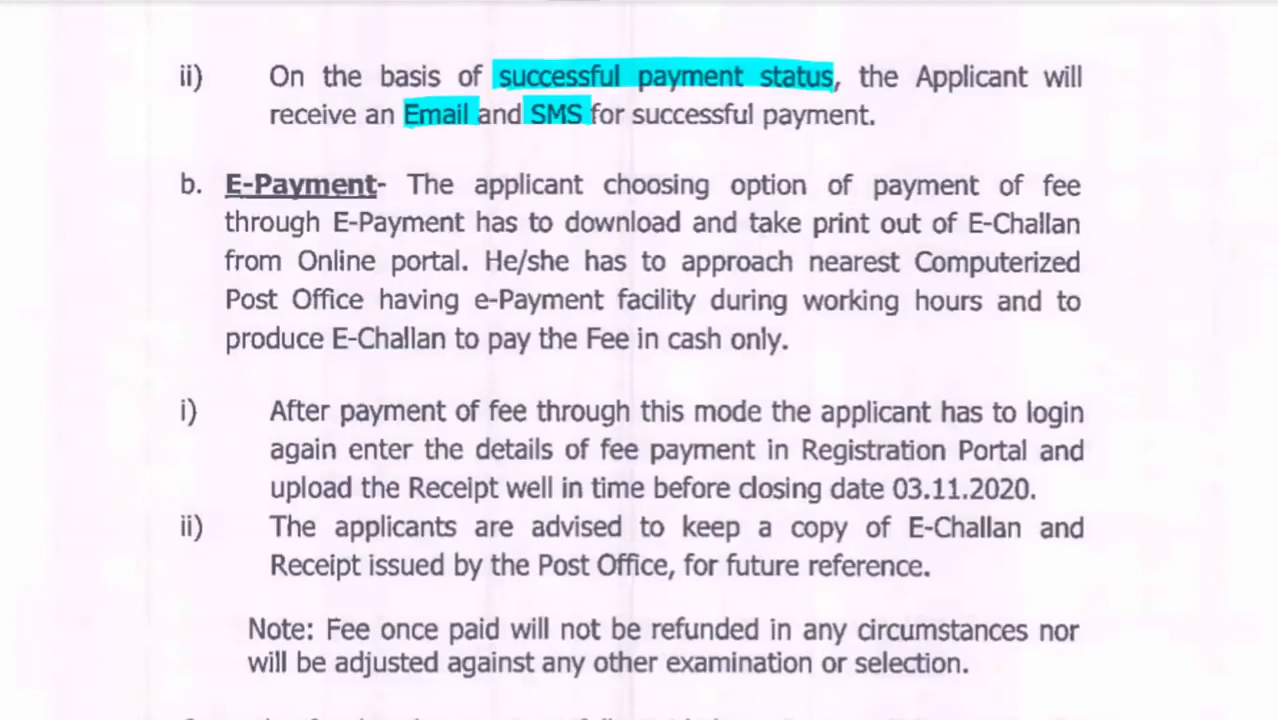 ii) On the basis of successful payment status, the Applicant will
receive an Email and SMS for successful payment.
b. E-Payment- The applicant choosing option of payment of fee
through E-Payment has to download and take print out of E-Challan
from Online portal. He/she has to approach nearest Computerized
Post Office having e-Payment facility during working hours and to
produce E-Challan to pay the Fee in cash only.
i) After payment of fee through this mode the applicant has to login
again enter the details of fee payment in Registration Portal and
upload the Receipt well in time before closing date 03.11.2020.
ii) The applicants are advised to keep a copy of E-Challan and
Receipt issued by the Post Office, for future reference.
Note: Fee once paid will not be refunded in any circumstances nor
will be adjusted against any other examination or selection.